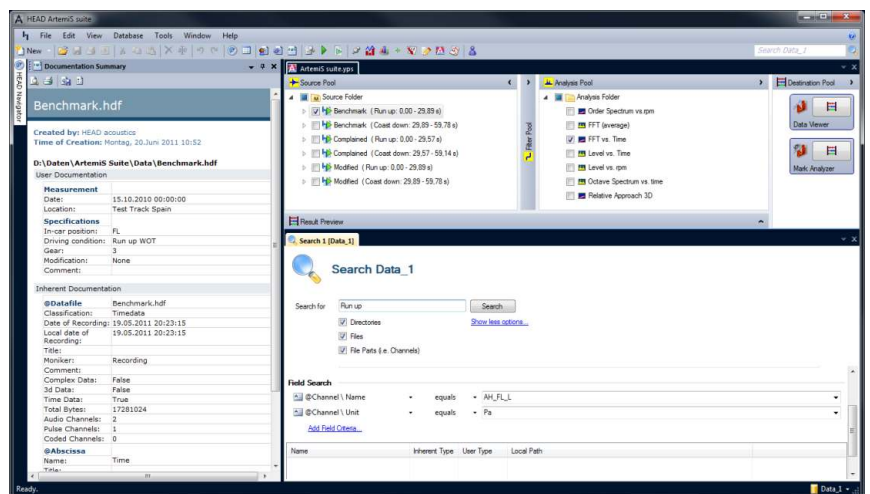 HEAD ArtemiS suite
File Edit View Database Tools Window Help
New
Search Data_1
HEAD Navigator
Documentation Summary
Benchmark.hdf
Created by: HEAD acoustics
Time of Creation: Montag, 20.Juni 2011 10:52
D:\Daten\ArtemiS Suite\Data\Benchmark.hdf
User Documentation
Measurement
Date: 15.10.2010 00:00:00
Location: Test Track Spain
Specifications
In-car position: FL
Driving condition: Run up WOT
Gear: 3
Modification: None
Comment:
Inherent Documentation
@Datafile Benchmark.hdf
Classification: Timedata
Date of Recording: 19.05.2011 20:23:15
Local date of Recording: 19.05.2011 20:23:15
Title:
Moniker: Recording
Comment:
Complex Data: False
3d Data: False
Time Data: True
Total Bytes: 17281024
Audio Channels: 2
Pulse Channels: 1
Coded Channels: 0
@Abscissa
Name: Time
Title:
Ready.
ArtemiS suite.yps
Source Pool
Source Folder
Benchmark ( Run up: 0,00 - 29,89 s)
Benchmark ( Coast down: 29,89 - 59,78 s)
Complained ( Run up: 0,00 - 29,57 s)
Complained ( Coast down: 29,57 - 59,14 s)
Modified ( Run up: 0,00 - 29,89 s)
Modified ( Coast down: 29,89 - 59,78 s)
Filter Pool
Analysis Pool
Analysis Folder
Order Spectrum vs.rpm
FFT (average)
FFT vs. Time
Level vs. Time
Level vs. rpm
Octave Spectrum vs. time
Relative Approach 3D
Destination Pool
Data Viewer
Mark Analyzer
Result Preview
Search 1 [Data_1]
Search Data_1
Search for Run up Search
Directories Show less options...
Files
File Parts (i.e. Channels)
Field Search
@Channel \ Name equals AH_FL_L
@Channel \ Unit equals Pa
Add Field Criteria...
Name Inherent Type User Type Local Path
Data_1